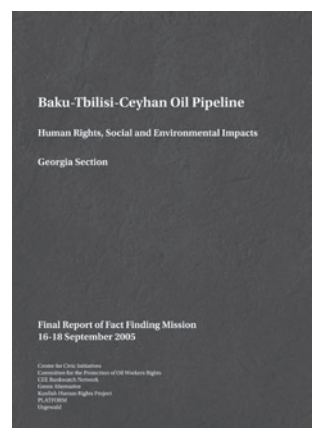 Baku-Tbilisi-Ceyhan Oil Pipeline
Human Rights, Social and Environmental Impacts
Georgia Section
Final Report of Fact Finding Mission
16-18 September 2005
Centre for Civic Initiatives
Committee for the Protection of Oil Workers Rights
CEE Bankwatch Network
Green Alternative
Kurdish Human Rights Project
PLATFORM
Urgewald